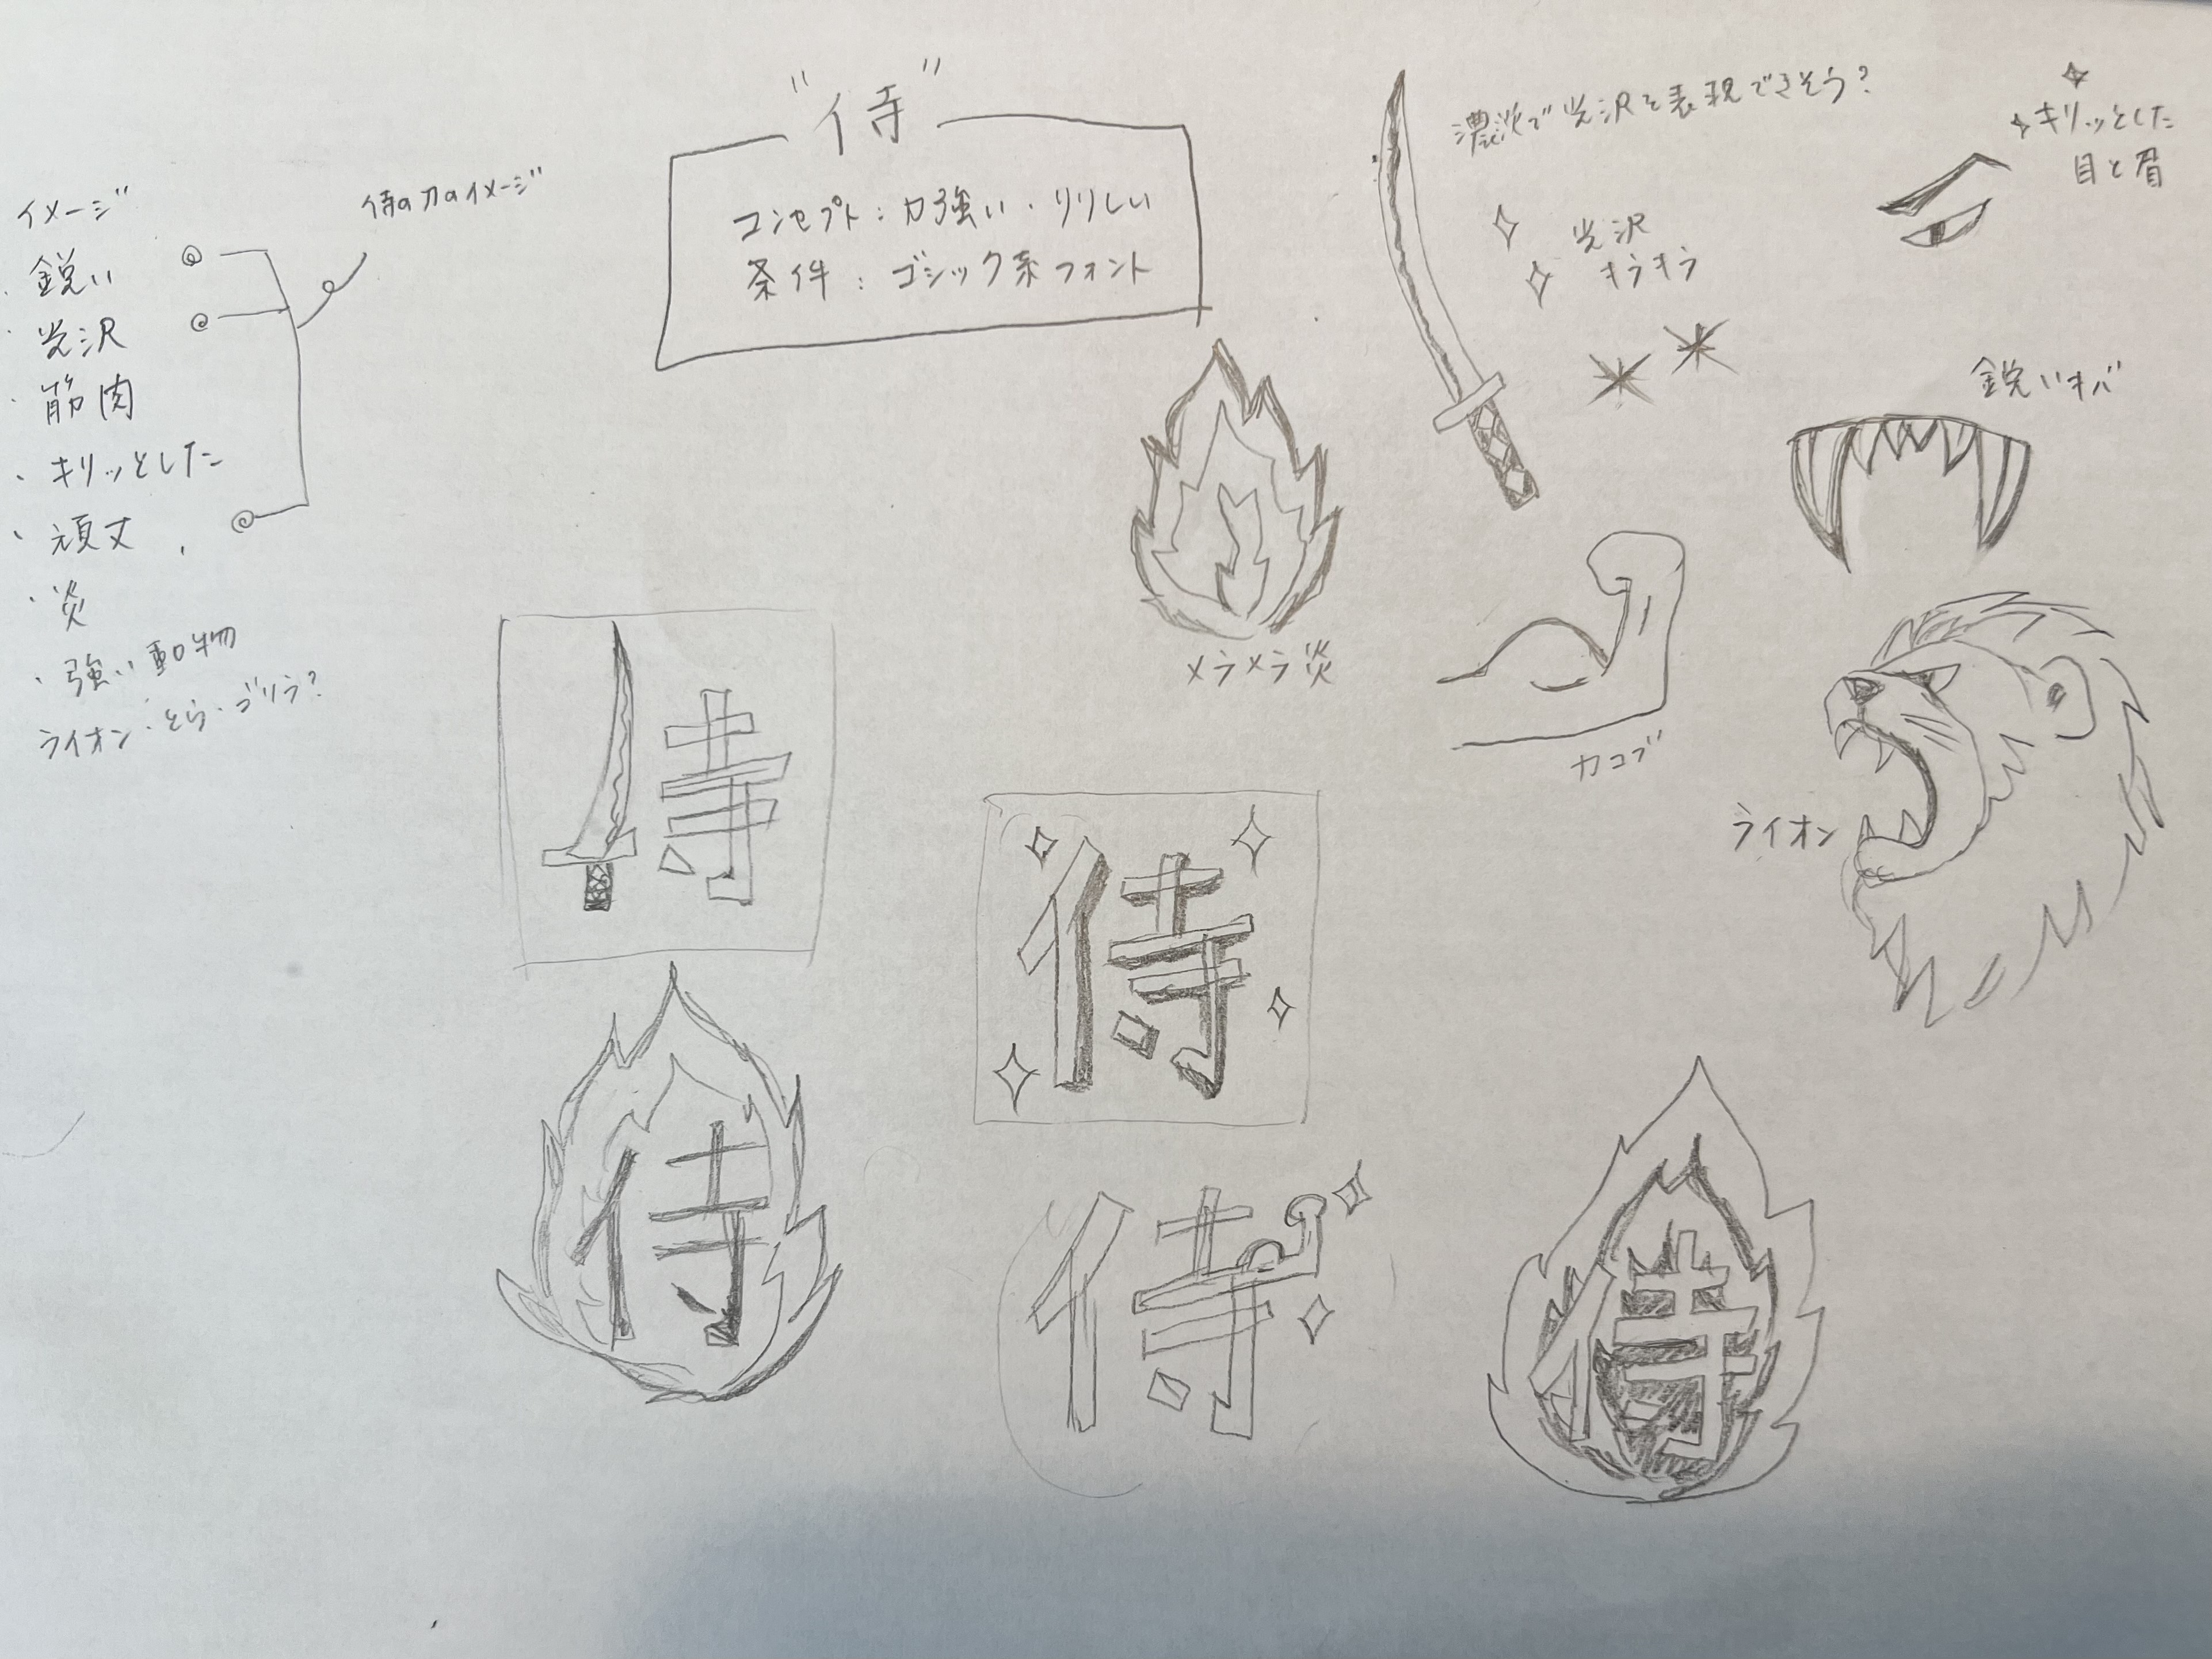 "侍"
コンセプト：力強い・りりしい
条件：ゴシック系フォント
イメージ
・鋭い
・光沢
・筋肉
・キリッとした
・頑丈
・炎
・強い動物
ライオン・とら・ゴリラ？
侍の刀のイメージ
濃淡で光沢を表現できそう？
光沢
キラキラ
キリッとした
目と眉
鋭いキバ
メラメラ炎
力コブ
ライオン
寺
侍
侍
侍
侍